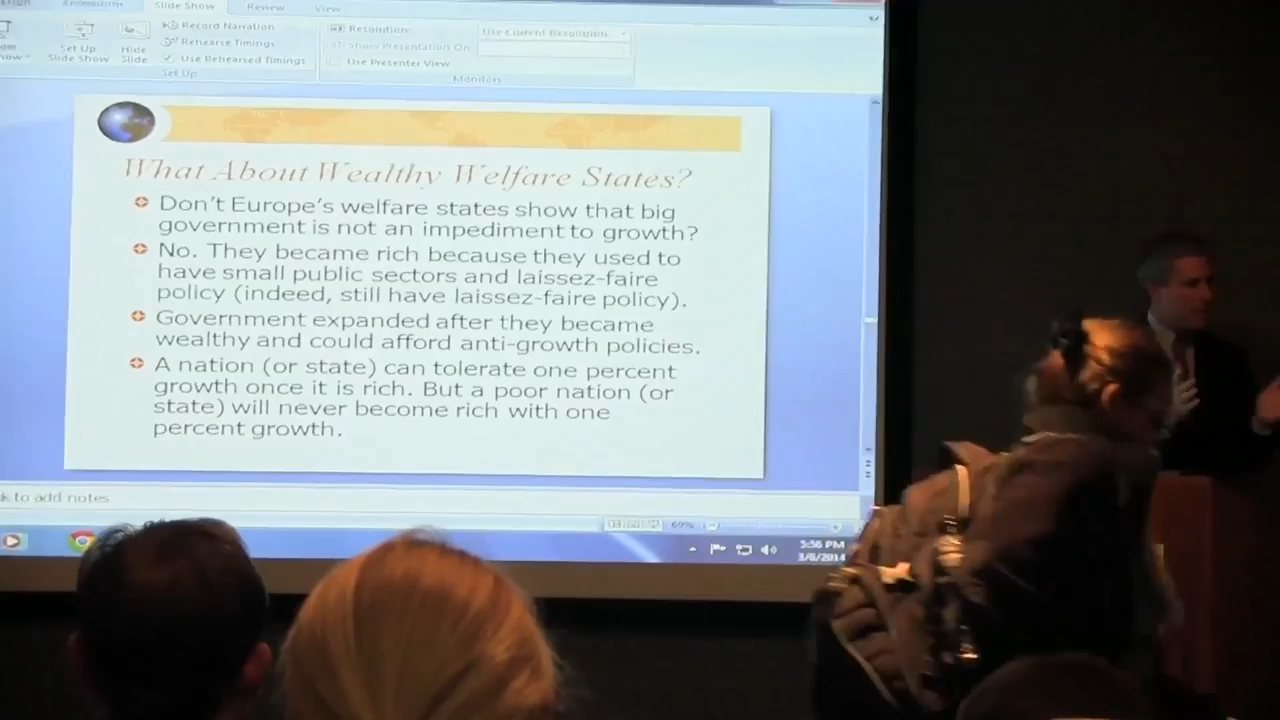 Slide Show
Review
View
Record Narration
Rehearse Timings
Use Rehearsed Timings
Set Up
Slide Show
Hide
Slide
Set Up
Resolution:
Use Current Resolution
Show Presentation On:
Use Presenter View
Monitors
What About Wealthy Welfare States?
Don't Europe's welfare states show that big
government is not an impediment to growth?
No. They became rich because they used to
have small public sectors and laissez-faire
policy (indeed, still have laissez-faire policy).
Government expanded after they became
wealthy and could afford anti-growth policies.
A nation (or state) can tolerate one percent
growth once it is rich. But a poor nation (or
state) will never become rich with one
percent growth.
to add notes
69%
5:56 PM
3/6/2014